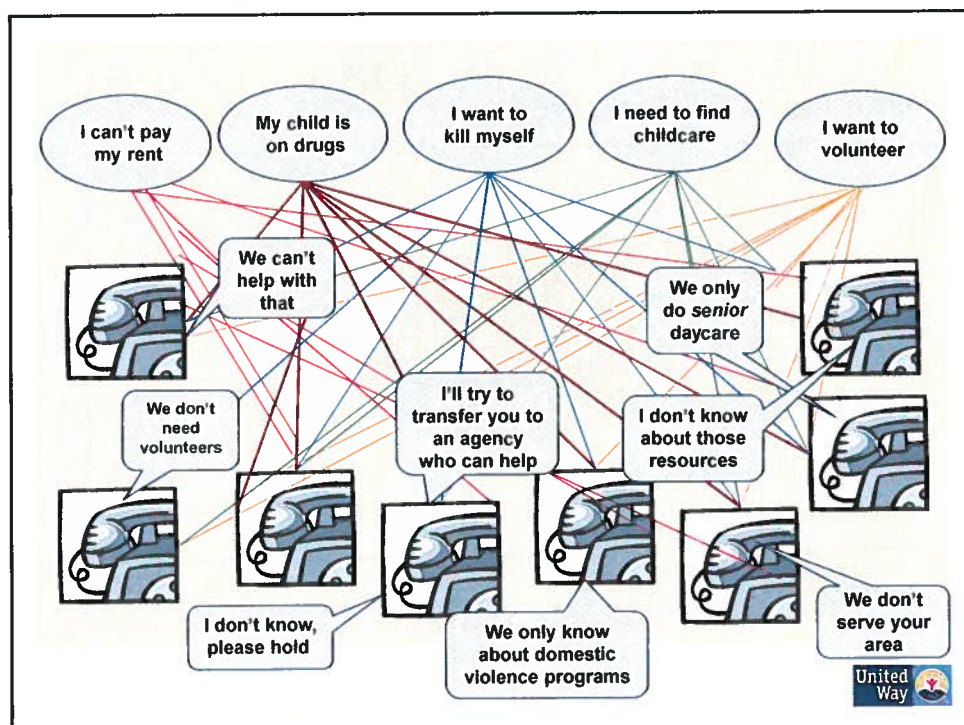 I can't pay
my rent
My child is
on drugs
I want to
kill myself
I need to find
childcare
I want to
volunteer
We can't
help with
that
We only
do senior
daycare
We don't
need
volunteers
I'll try to
transfer you to
an agency
who can help
I don't know
about those
resources
I don't know,
please hold
We only know
about domestic
violence programs
We don't
serve your
area
United
Way